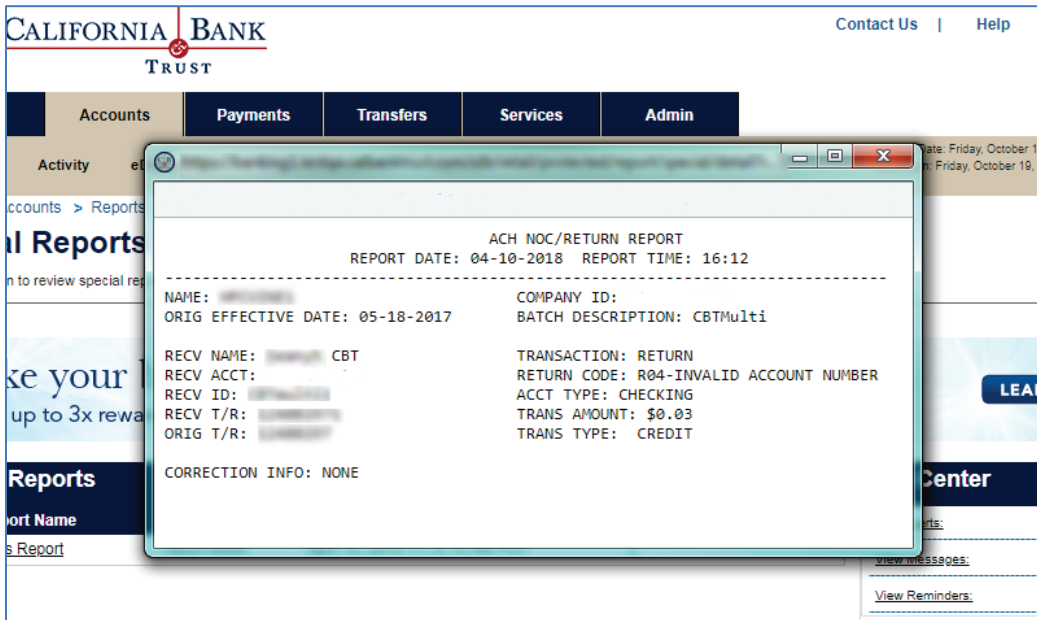 CALIFORNIA BANK
&
TRUST
Contact Us | Help
Accounts Payments Transfers Services Admin
Activity
Date: Friday, October 1
n: Friday, October 19,
ccounts > Reports
al Reports
n to review special rep
ACH NOC/RETURN REPORT
REPORT DATE: 04-10-2018 REPORT TIME: 16:12
NAME: COMPANY ID:
ORIG EFFECTIVE DATE: 05-18-2017 BATCH DESCRIPTION: CBTMulti
RECV NAME: CBT TRANSACTION: RETURN
RECV ACCT: RETURN CODE: R04-INVALID ACCOUNT NUMBER
RECV ID: ACCT TYPE: CHECKING
RECV T/R: TRANS AMOUNT: $0.03
ORIG T/R: TRANS TYPE: CREDIT
CORRECTION INFO: NONE
ke your
up to 3x rewa
LEA
Reports
Center
ort Name
s Report
rts:
View Messages:
View Reminders: